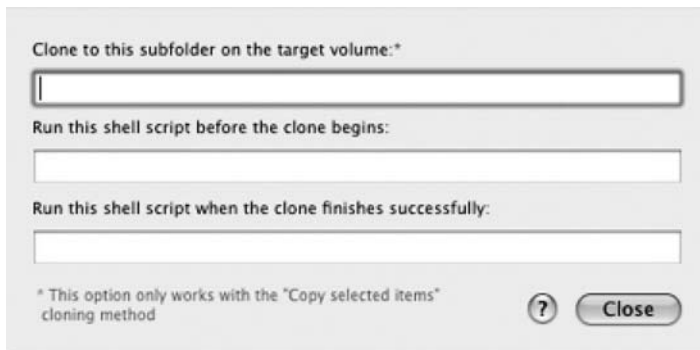 Clone to this subfolder on the target volume:*
Run this shell script before the clone begins:
Run this shell script when the clone finishes successfully:
* This option only works with the "Copy selected items"
cloning method
? Close